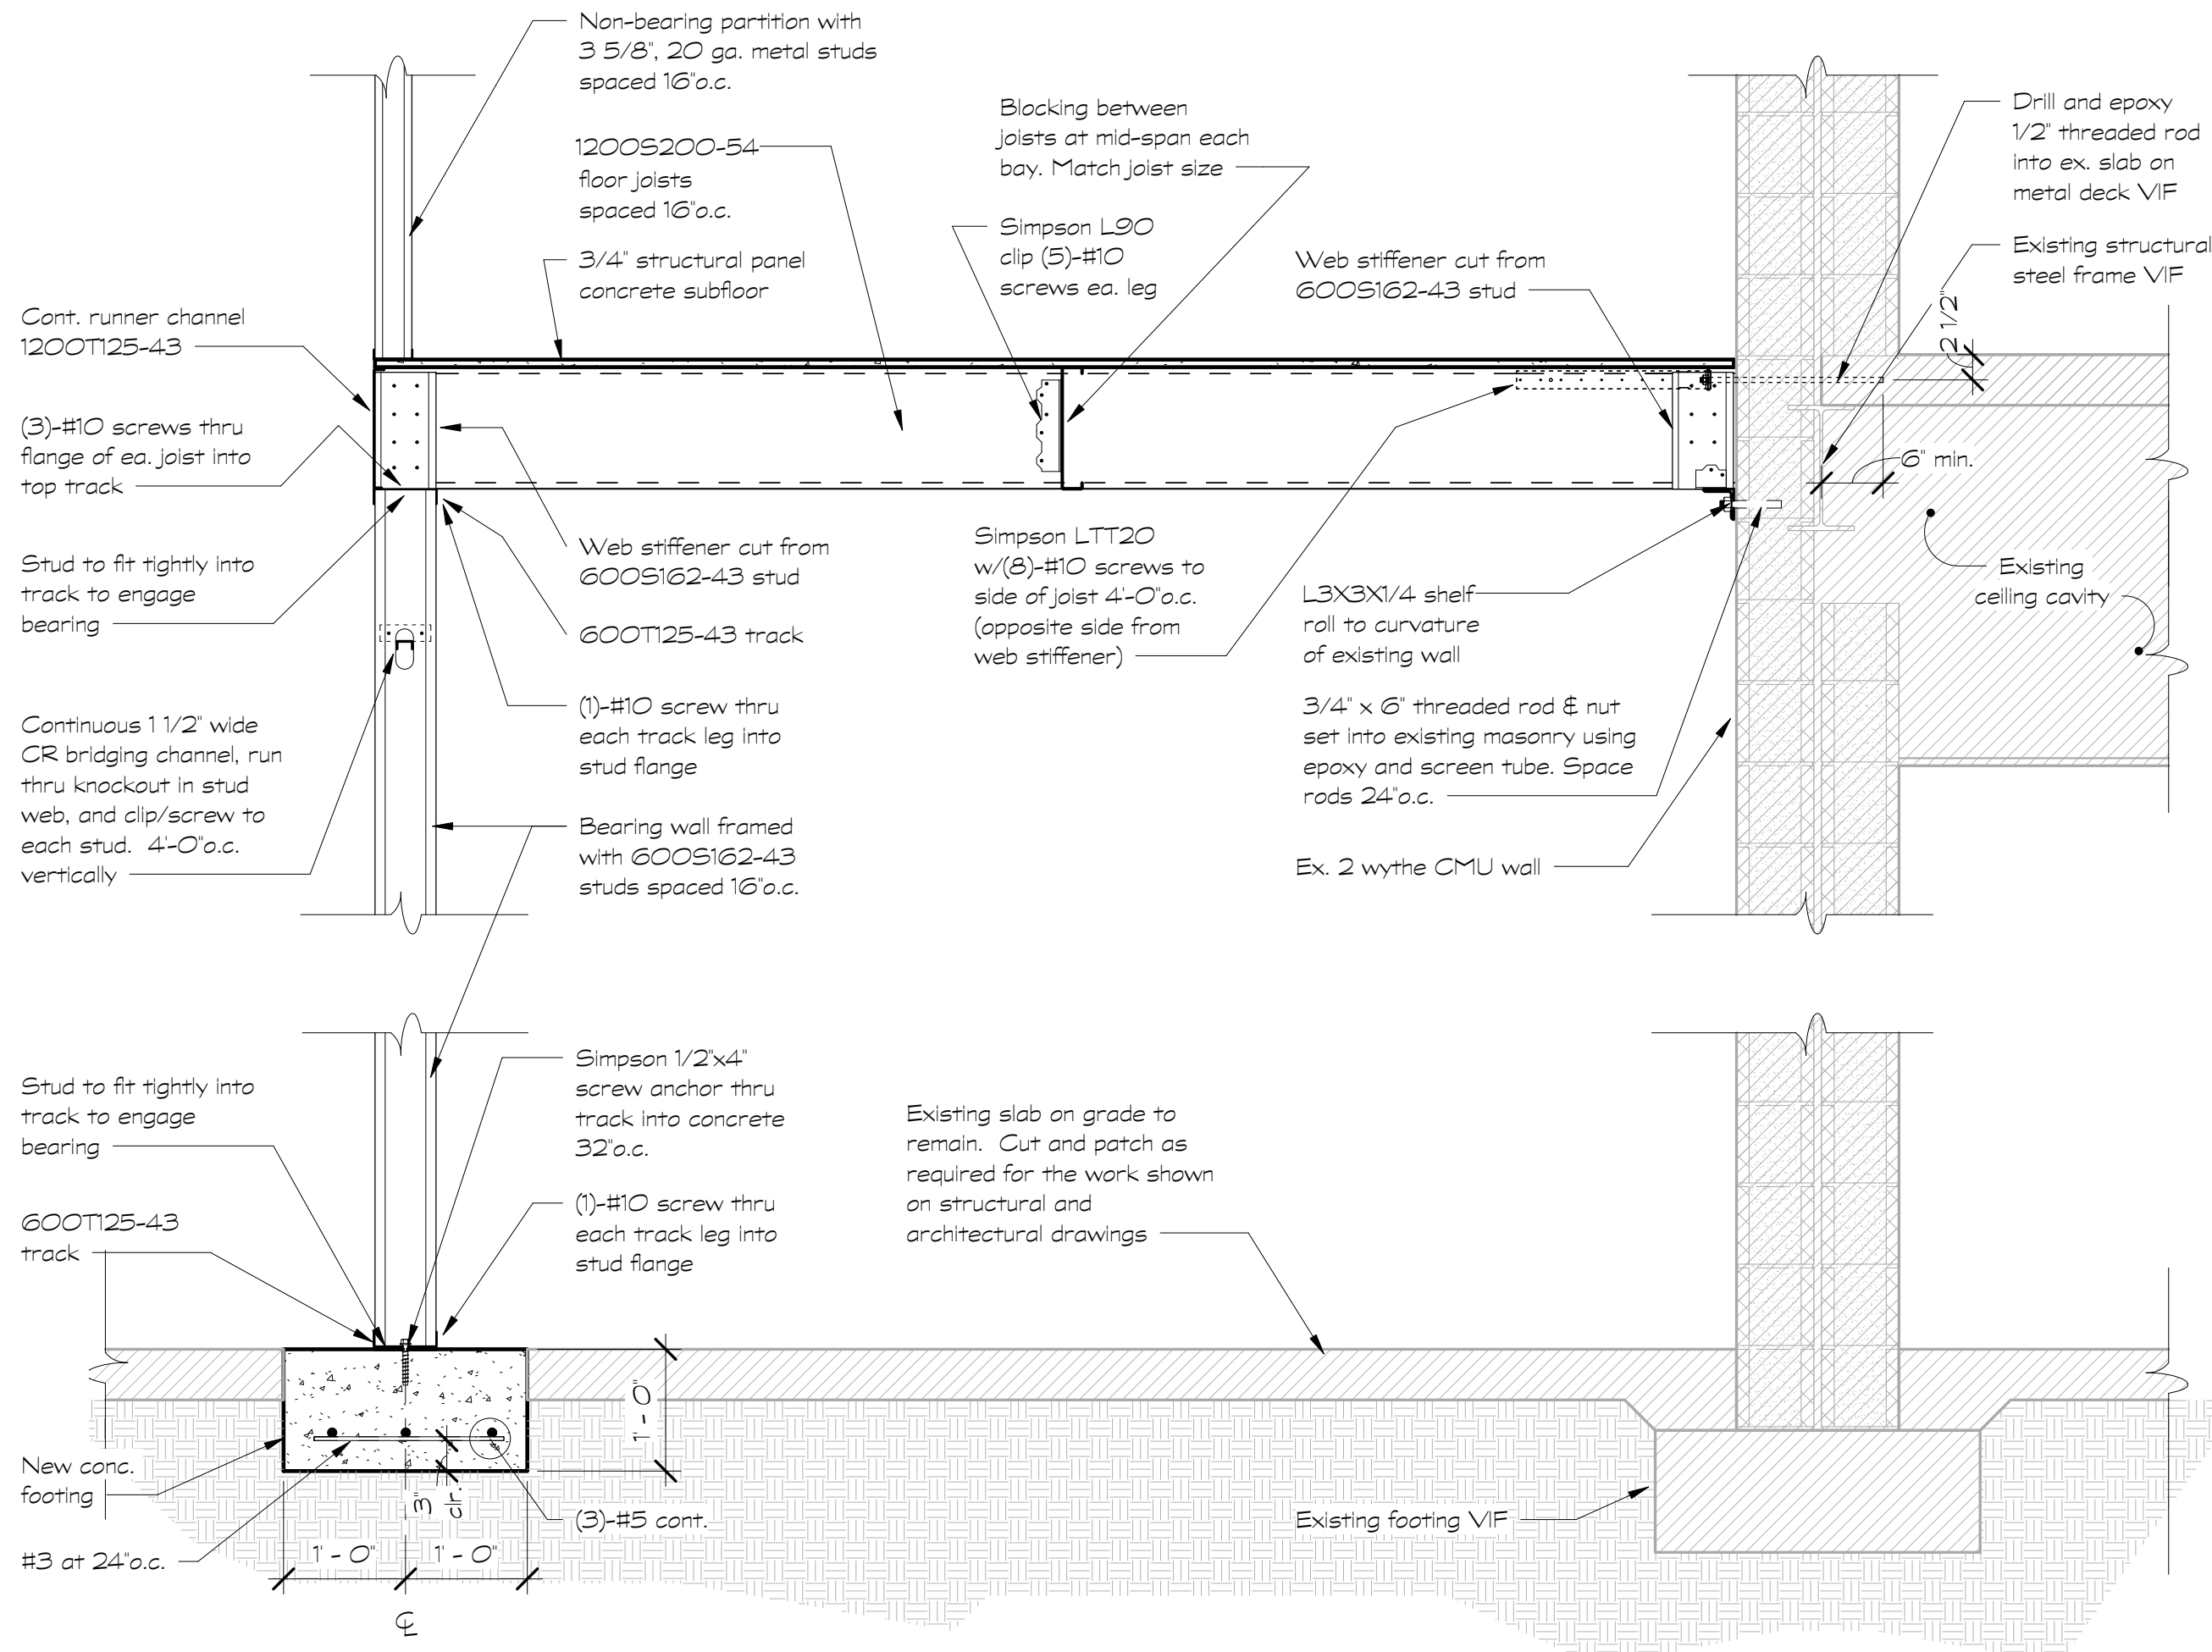 Non-bearing partition with
3 5/8", 20 ga. metal studs
spaced 16"o.c.
1200S200-54
floor joists
spaced 16"o.c.
3/4" structural panel
concrete subfloor
Blocking between
joists at mid-span each
bay. Match joist size
Simpson L90
clip (5)-#10
screws ea. leg
Web stiffener cut from
600S162-43 stud
Drill and epoxy
1/2" threaded rod
into ex. slab on
metal deck VIF
Existing structural
steel frame VIF
2 1/2"
6" min.
Existing
ceiling cavity
Cont. runner channel
1200T125-43
(3)-#10 screws thru
flange of ea. joist into
top track
Stud to fit tightly into
track to engage
bearing
Continuous 1 1/2" wide
CR bridging channel, run
thru knockout in stud
web, and clip/screw to
each stud. 4'-0"o.c.
vertically
Web stiffener cut from
600S162-43 stud
600T125-43 track
(1)-#10 screw thru
each track leg into
stud flange
Bearing wall framed
with 600S162-43
studs spaced 16"o.c.
Simpson LTT20
w/(8)-#10 screws to
side of joist 4'-0"o.c.
(opposite side from
web stiffener)
L3X3X1/4 shelf
roll to curvature
of existing wall
3/4" x 6" threaded rod & nut
set into existing masonry using
epoxy and screen tube. Space
rods 24"o.c.
Ex. 2 wythe CMU wall
Stud to fit tightly into
track to engage
bearing
600T125-43
track
New conc.
footing
#3 at 24"o.c.
Simpson 1/2"x4"
screw anchor thru
track into concrete
32"o.c.
(1)-#10 screw thru
each track leg into
stud flange
Existing slab on grade to
remain. Cut and patch as
required for the work shown
on structural and
architectural drawings
1' - 0"
3"
clr.
(3)-#5 cont.
1' - 0"
1' - 0"
℄
Existing footing VIF